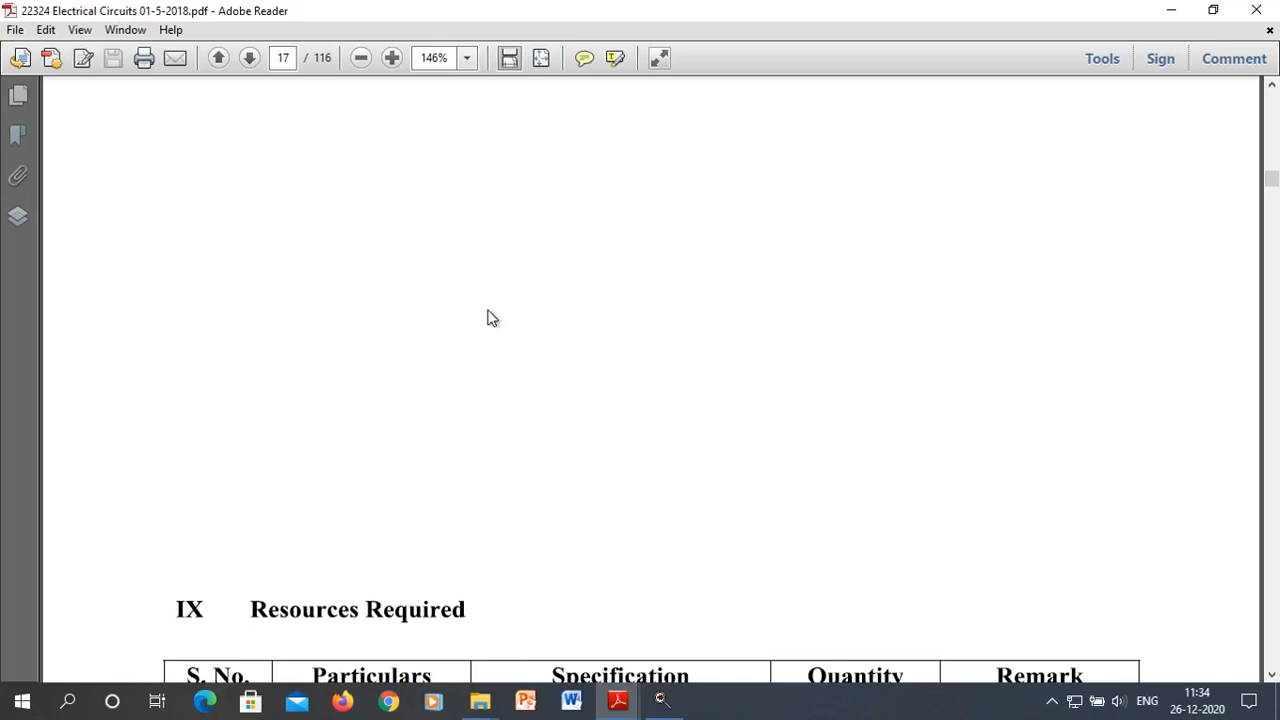 22324 Electrical Circuits 01-5-2018.pdf - Adobe Reader
File Edit View Window Help
17 / 116 146% Tools Sign Comment
IX Resources Required
S. No. Particulars Specification Quantity Remark
ENG 11:34
26-12-2020